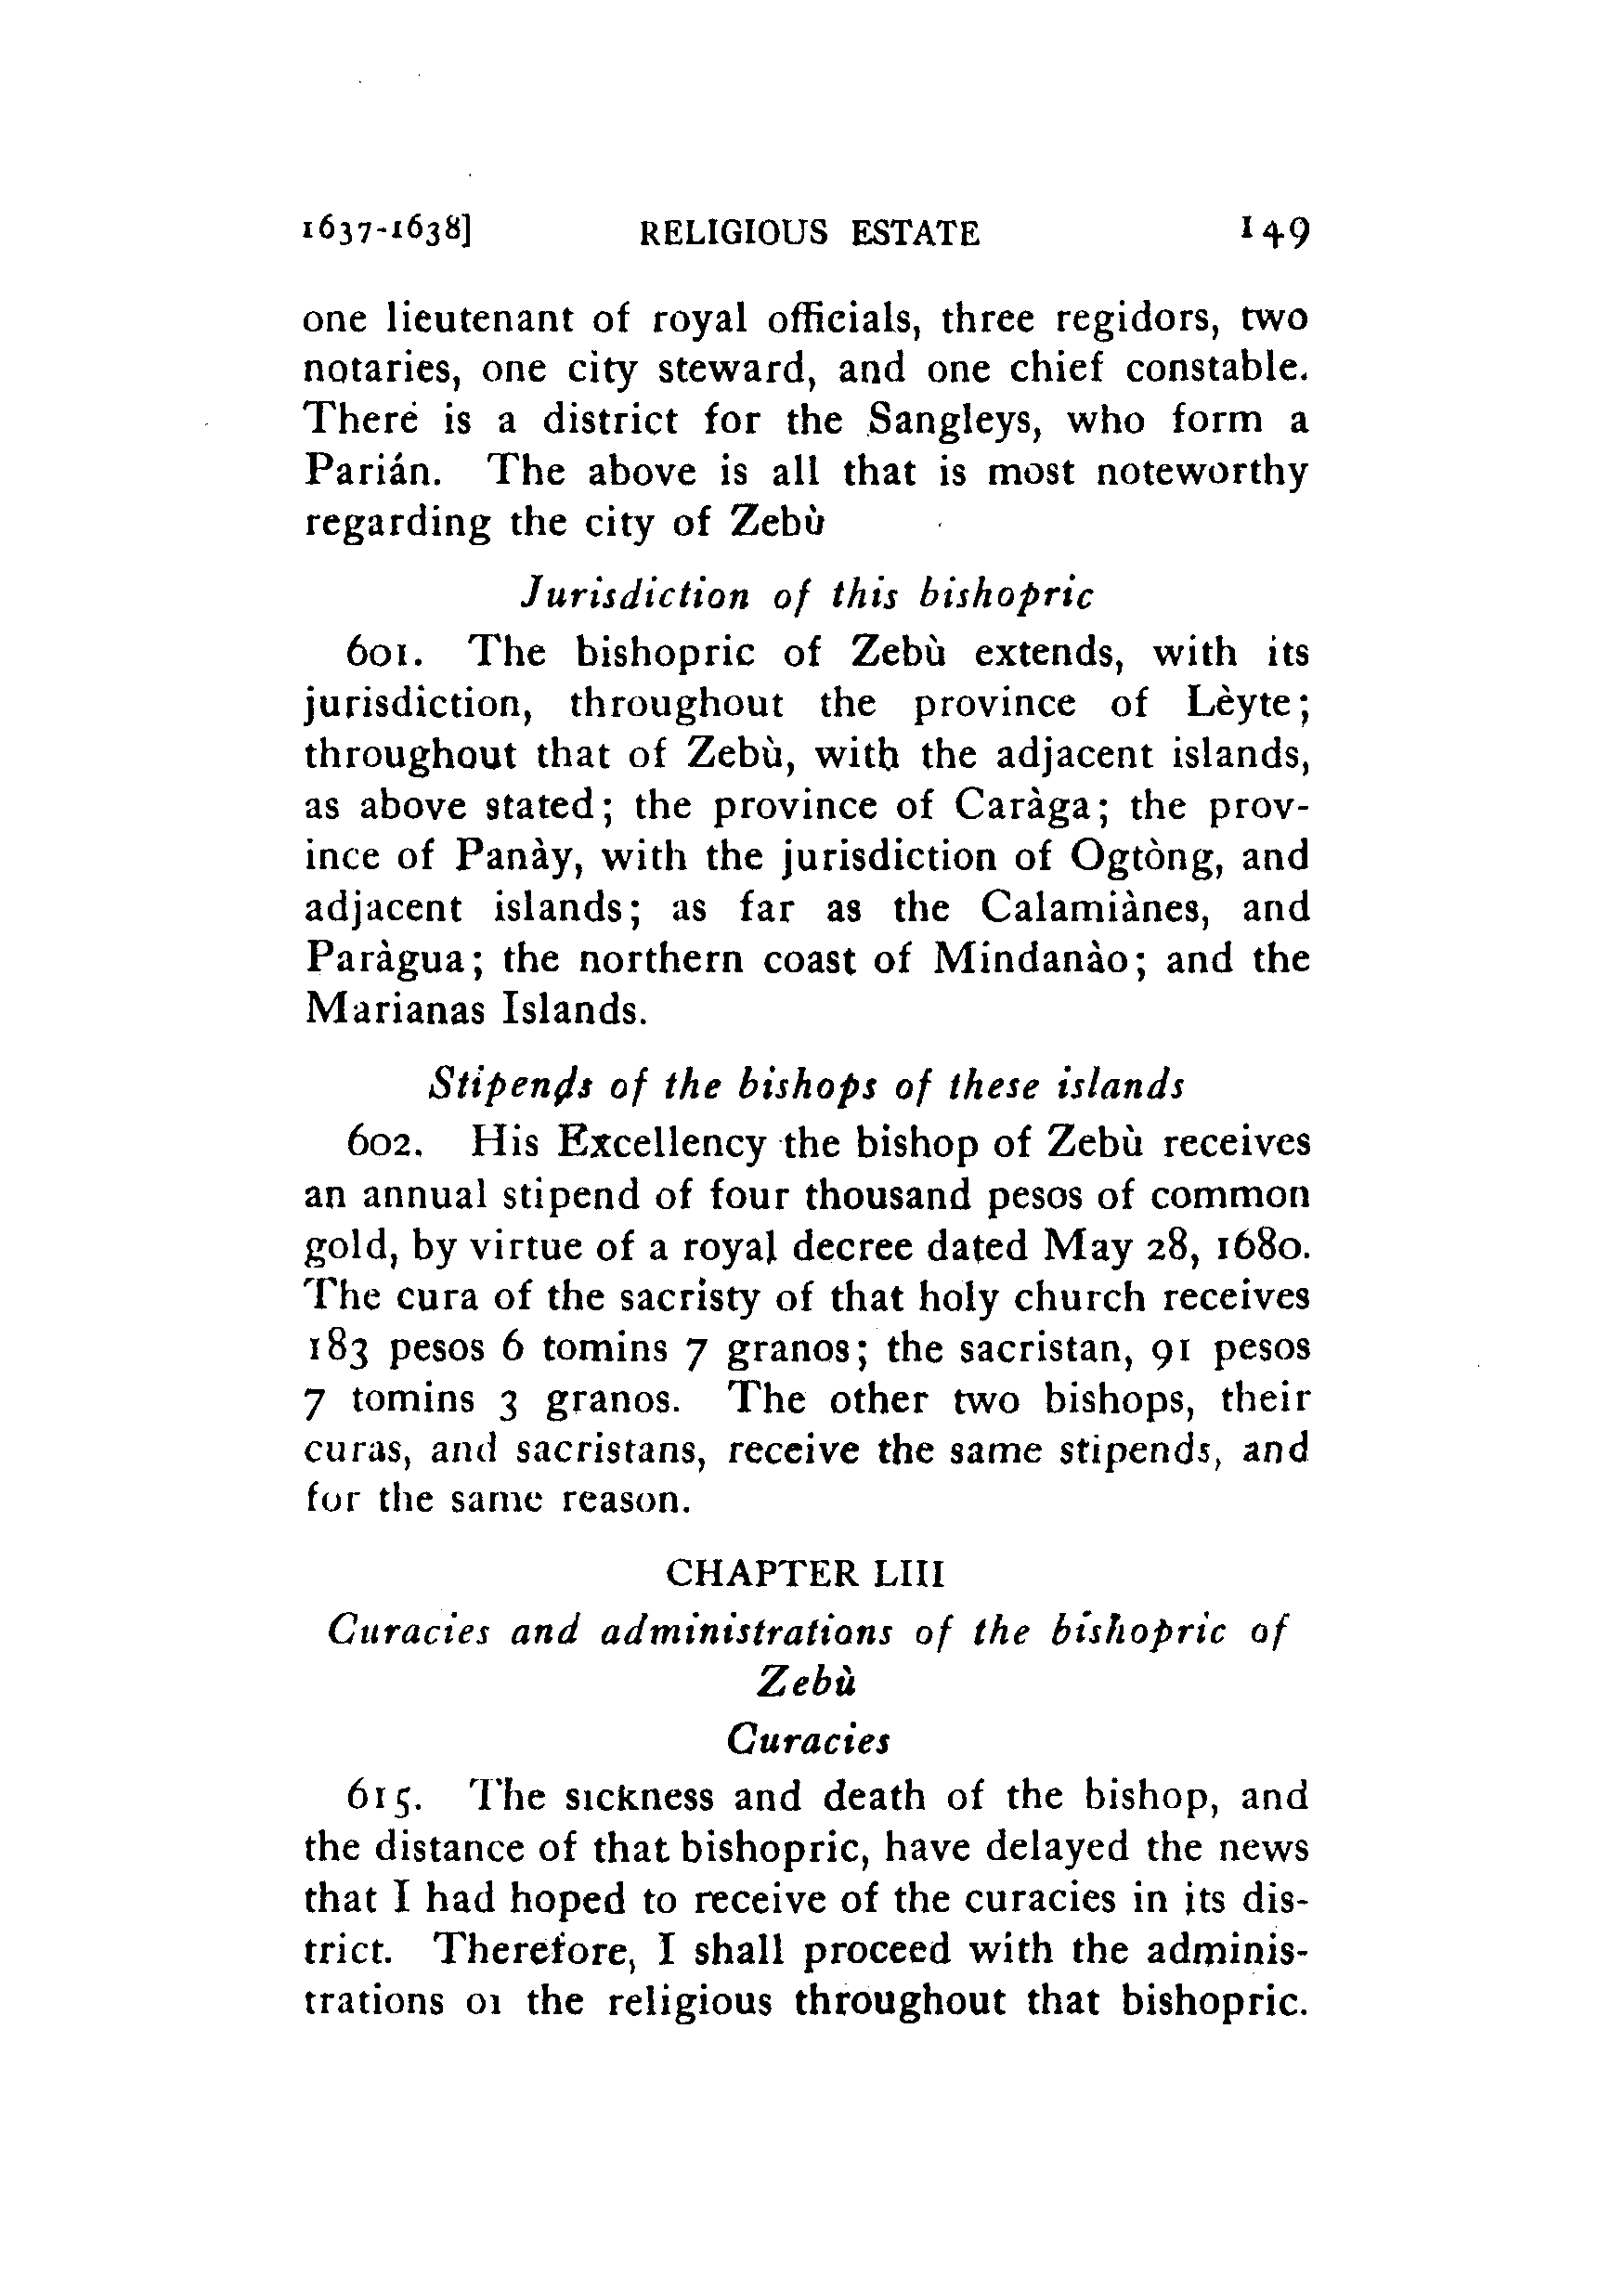 1637-1638] RELIGIOUS ESTATE 149
one lieutenant of royal officials, three regidors, two
notaries, one city steward, and one chief constable.
There is a district for the Sangleys, who form a
Parián. The above is all that is most noteworthy
regarding the city of Zebù
Jurisdiction of this bishopric
601. The bishopric of Zebù extends, with its
jurisdiction, throughout the province of Lèyte;
throughout that of Zebù, with the adjacent islands,
as above stated; the province of Caràga; the prov-
ince of Panày, with the jurisdiction of Ogtòng, and
adjacent islands; as far as the Calamiànes, and
Paràgua; the northern coast of Mindanào; and the
Marianas Islands.
Stipends of the bishops of these islands
602. His Excellency the bishop of Zebù receives
an annual stipend of four thousand pesos of common
gold, by virtue of a royal decree dated May 28, 1680.
The cura of the sacristy of that holy church receives
183 pesos 6 tomins 7 granos; the sacristan, 91 pesos
7 tomins 3 granos. The other two bishops, their
curas, and sacristans, receive the same stipends, and
for the same reason.
CHAPTER LIII
Curacies and administrations of the bishopric of
Zebù
Curacies
615. The sickness and death of the bishop, and
the distance of that bishopric, have delayed the news
that I had hoped to receive of the curacies in its dis-
trict. Therefore, I shall proceed with the adminis-
trations of the religious throughout that bishopric.